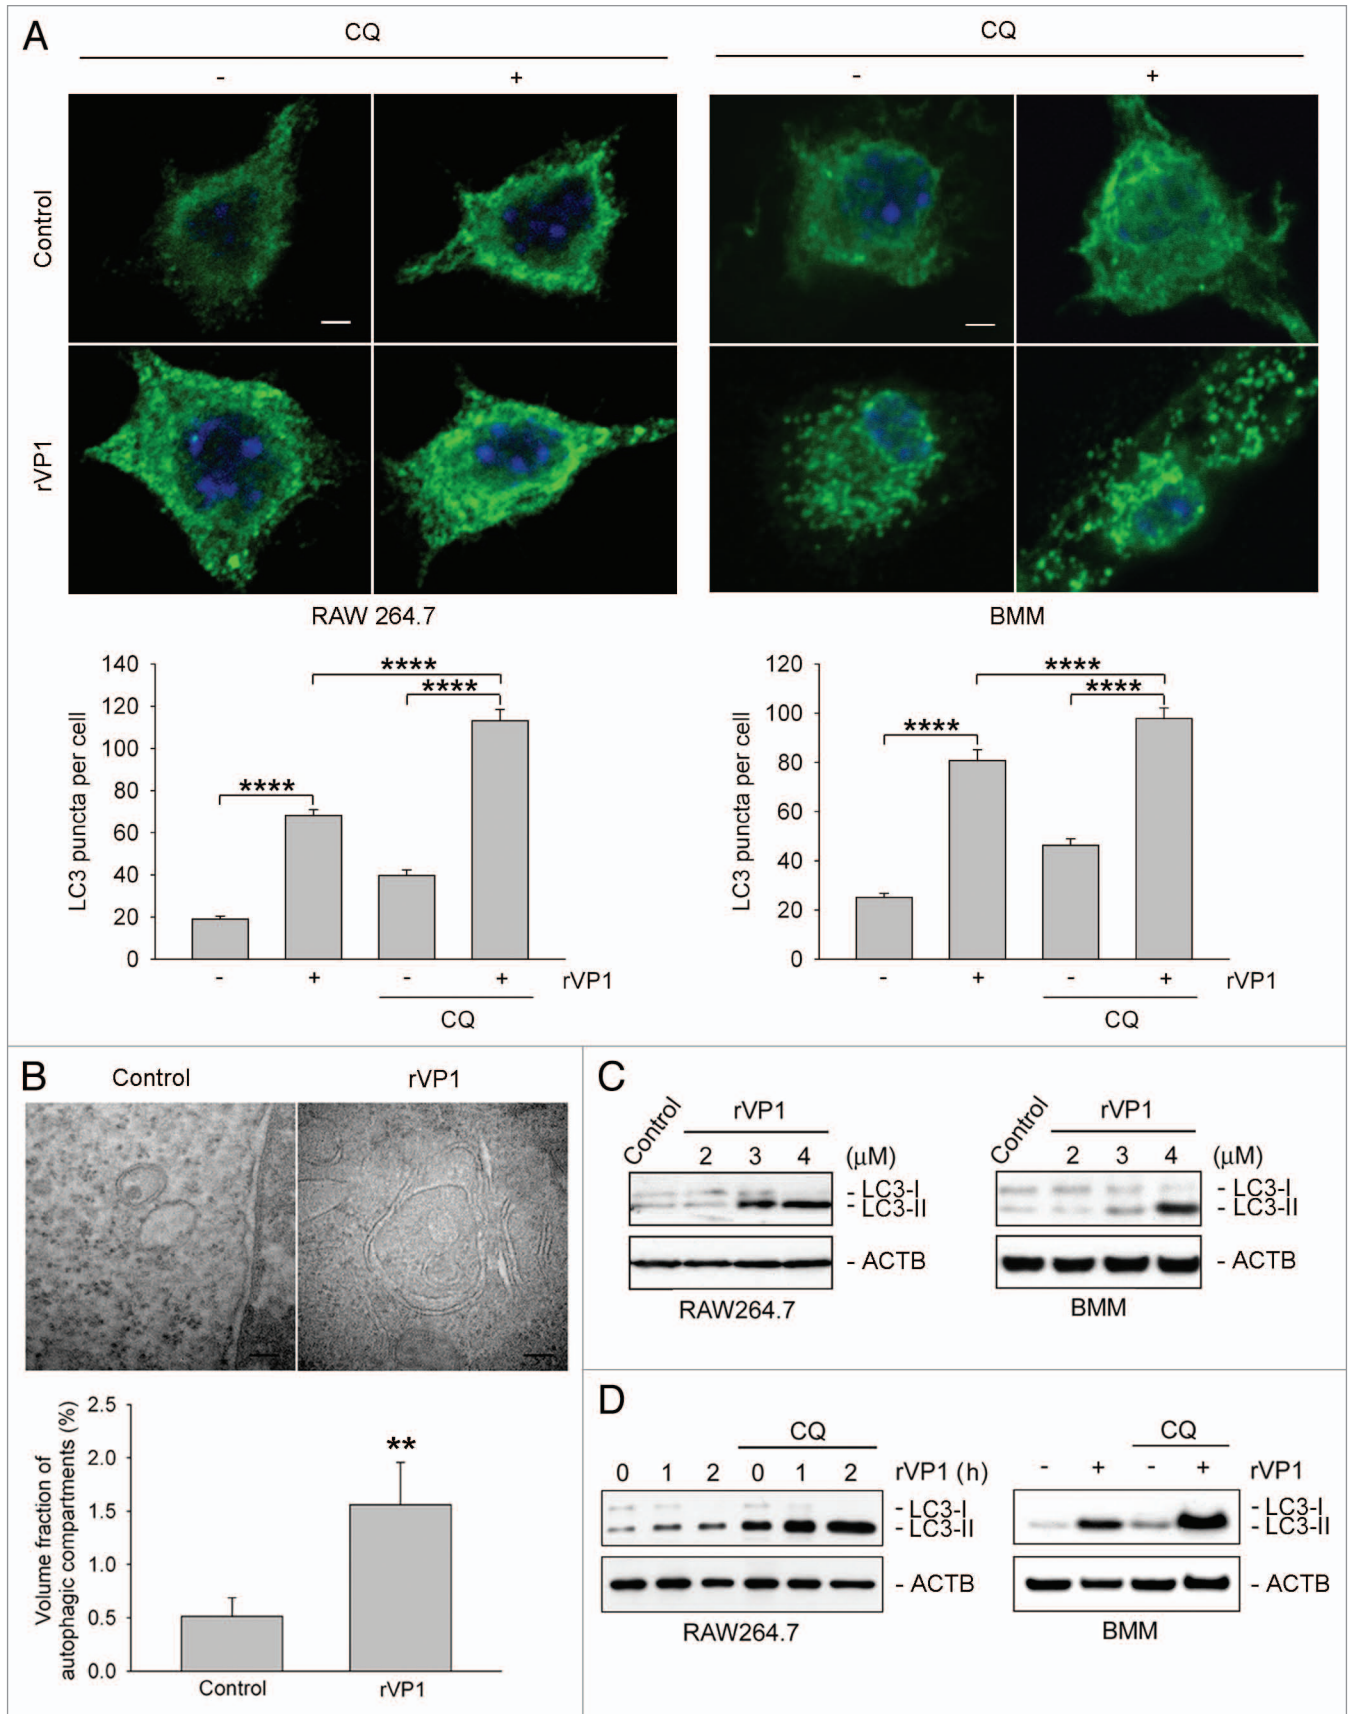 A
CQ
CQ
- +
- +
Control
rVP1
RAW 264.7
BMM
LC3 puncta per cell
140
120
100
80
60
40
20
0
****
****
****
- + - + rVP1
CQ
LC3 puncta per cell
120
100
80
60
40
20
0
****
****
****
- + - + rVP1
CQ
B
Control rVP1
Volume fraction of
autophagic compartments (%)
2.5
2.0
1.5
1.0
0.5
0.0
**
Control rVP1
C
Control rVP1
2 3 4 (μM)
- LC3-I
- LC3-II
- ACTB
RAW264.7
Control rVP1
2 3 4 (μM)
- LC3-I
- LC3-II
- ACTB
BMM
D
CQ
0 1 2 0 1 2 rVP1 (h)
- LC3-I
- LC3-II
- ACTB
RAW264.7
CQ
- + - + rVP1
- LC3-I
- LC3-II
- ACTB
BMM